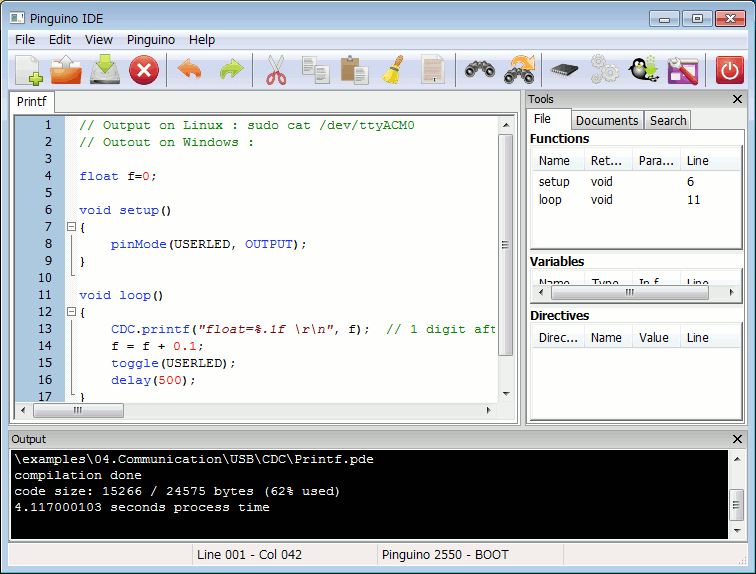 Pinguino IDE
File Edit View Pinguino Help
Printf
1 // Output on Linux : sudo cat /dev/ttyACM0
2 // Outout on Windows :
3
4 float f=0;
5
6 void setup()
7 {
8 pinMode(USERLED, OUTPUT);
9 }
10
11 void loop()
12 {
13 CDC.printf("float=%.1f \r\n", f); // 1 digit aft
14 f = f + 0.1;
15 toggle(USERLED);
16 delay(500);
17 }
Tools
File Documents Search
Functions
Name Ret... Para... Line
setup void 6
loop void 11
Variables
Name Type In f Line
Directives
Direc... Name Value Line
Output
\examples\04.Communication\USB\CDC\Printf.pde
compilation done
code size: 15266 / 24575 bytes (62% used)
4.117000103 seconds process time
Line 001 - Col 042 Pinguino 2550 - BOOT